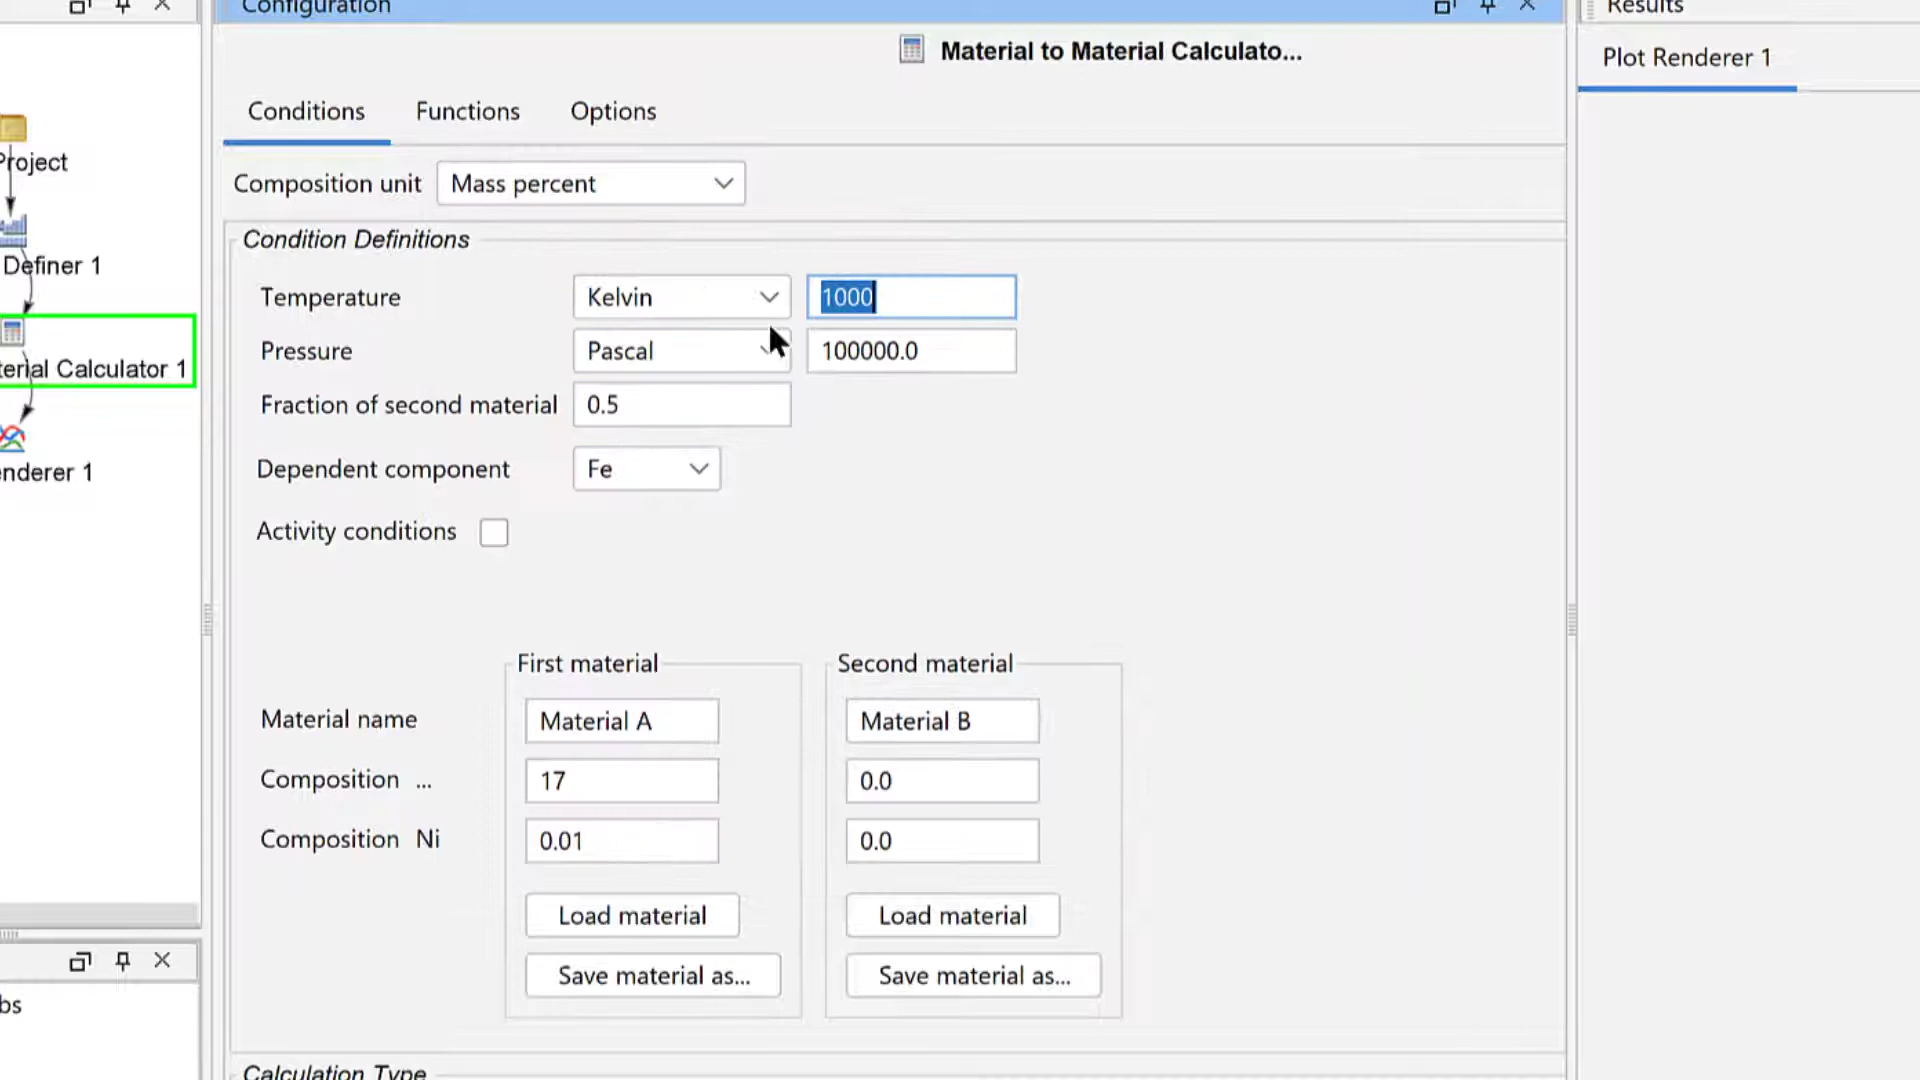 Configuration
Results
Material to Material Calculato...
Plot Renderer 1
Conditions Functions Options
Project
Composition unit Mass percent
Condition Definitions
Definer 1
Temperature Kelvin 1000
Pressure Pascal 100000.0
terial Calculator 1
Fraction of second material 0.5
Dependent component Fe
enderer 1
Activity conditions
First material Second material
Material name Material A Material B
Composition ... 17 0.0
Composition Ni 0.01 0.0
Load material Load material
Save material as... Save material as...
bs
Calculation Type